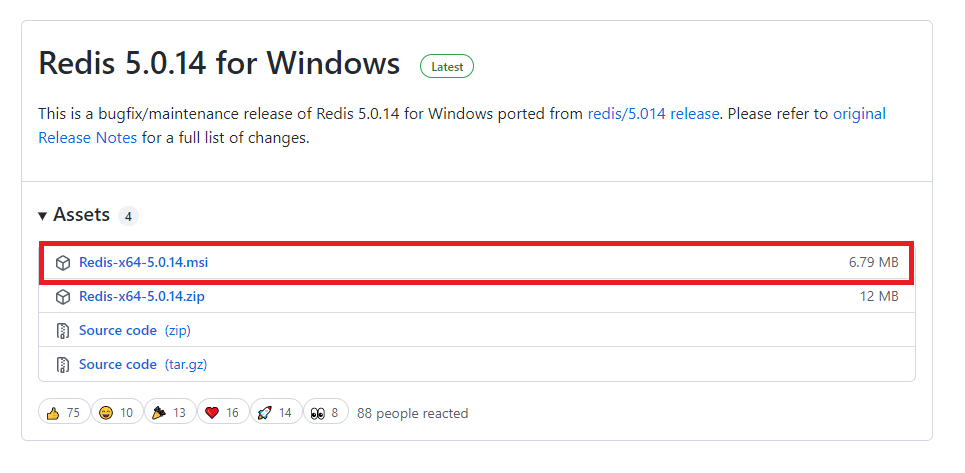 Redis 5.0.14 for Windows Latest
This is a bugfix/maintenance release of Redis 5.0.14 for Windows ported from redis/5.014 release. Please refer to original
Release Notes for a full list of changes.
Assets 4
Redis-x64-5.0.14.msi 6.79 MB
Redis-x64-5.0.14.zip 12 MB
Source code (zip)
Source code (tar.gz)
75 10 13 16 14 8 88 people reacted